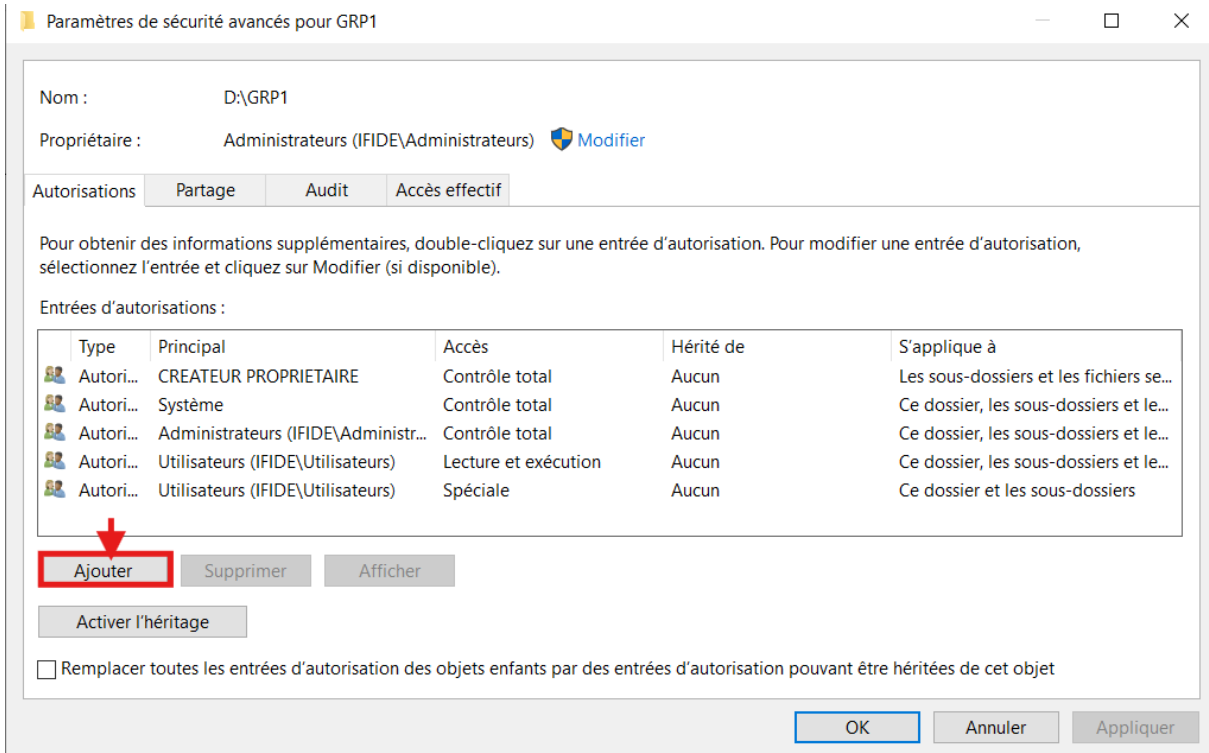 Paramètres de sécurité avancés pour GRP1
Nom : D:\GRP1
Propriétaire : Administrateurs (IFIDE\Administrateurs) Modifier
Autorisations Partage Audit Accès effectif
Pour obtenir des informations supplémentaires, double-cliquez sur une entrée d'autorisation. Pour modifier une entrée d'autorisation,
sélectionnez l'entrée et cliquez sur Modifier (si disponible).
Entrées d'autorisations :
Type Principal Accès Hérité de S'applique à
Autori... CREATEUR PROPRIETAIRE Contrôle total Aucun Les sous-dossiers et les fichiers se...
Autori... Système Contrôle total Aucun Ce dossier, les sous-dossiers et le...
Autori... Administrateurs (IFIDE\Administr... Contrôle total Aucun Ce dossier, les sous-dossiers et le...
Autori... Utilisateurs (IFIDE\Utilisateurs) Lecture et exécution Aucun Ce dossier, les sous-dossiers et le...
Autori... Utilisateurs (IFIDE\Utilisateurs) Spéciale Aucun Ce dossier et les sous-dossiers
Ajouter Supprimer Afficher
Activer l'héritage
Remplacer toutes les entrées d'autorisation des objets enfants par des entrées d'autorisation pouvant être héritées de cet objet
OK Annuler Appliquer